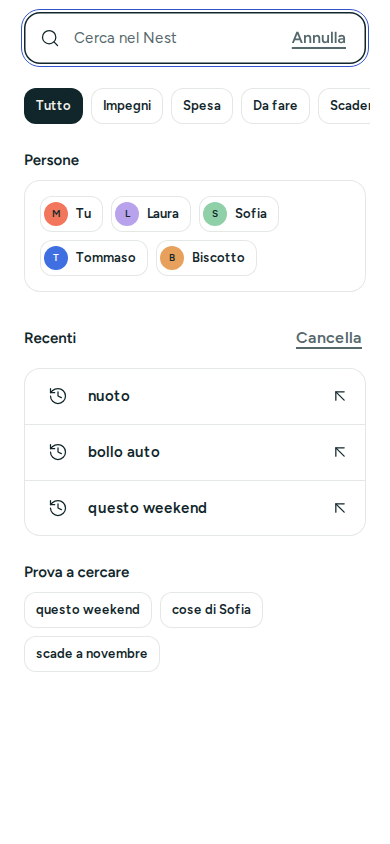 Cerca nel Nest Annulla
Tutto Impegni Spesa Da fare Scaden
Persone
M Tu L Laura S Sofia
T Tommaso B Biscotto
Recenti Cancella
nuoto
bollo auto
questo weekend
Prova a cercare
questo weekend cose di Sofia
scade a novembre